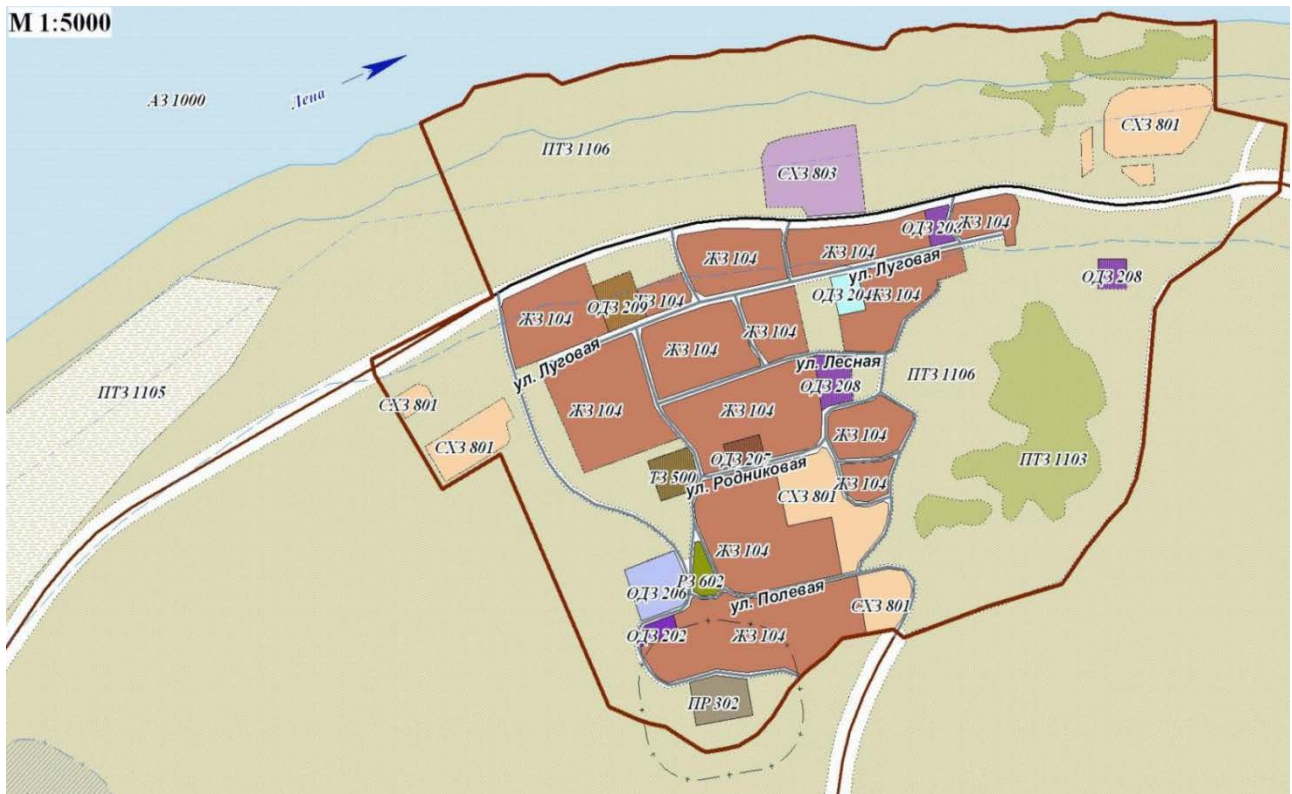 М 1:5000
АЗ 1000
Лена
ПТЗ 1106
СХЗ 801
СХЗ 803
ОДЗ 203
ЖЗ 104
ЖЗ 104
ЖЗ 104
ул. Луговая
ОДЗ 208
ОДЗ 209
ЖЗ 104
ОДЗ 204
ЖЗ 104
ЖЗ 104
ЖЗ 104
ЖЗ 104
ул. Луговая
ул. Лесная
ОДЗ 208
ПТЗ 1106
ПТЗ 1105
СХЗ 801
ЖЗ 104
ЖЗ 104
ЖЗ 104
СХЗ 801
ОДЗ 207
ПТЗ 1103
ТЗ 500
ул. Родниковая
ЖЗ 104
СХЗ 801
ЖЗ 104
РЗ 602
ОДЗ 206
ул. Полевая
СХЗ 801
ОДЗ 202
ЖЗ 104
ПР 302